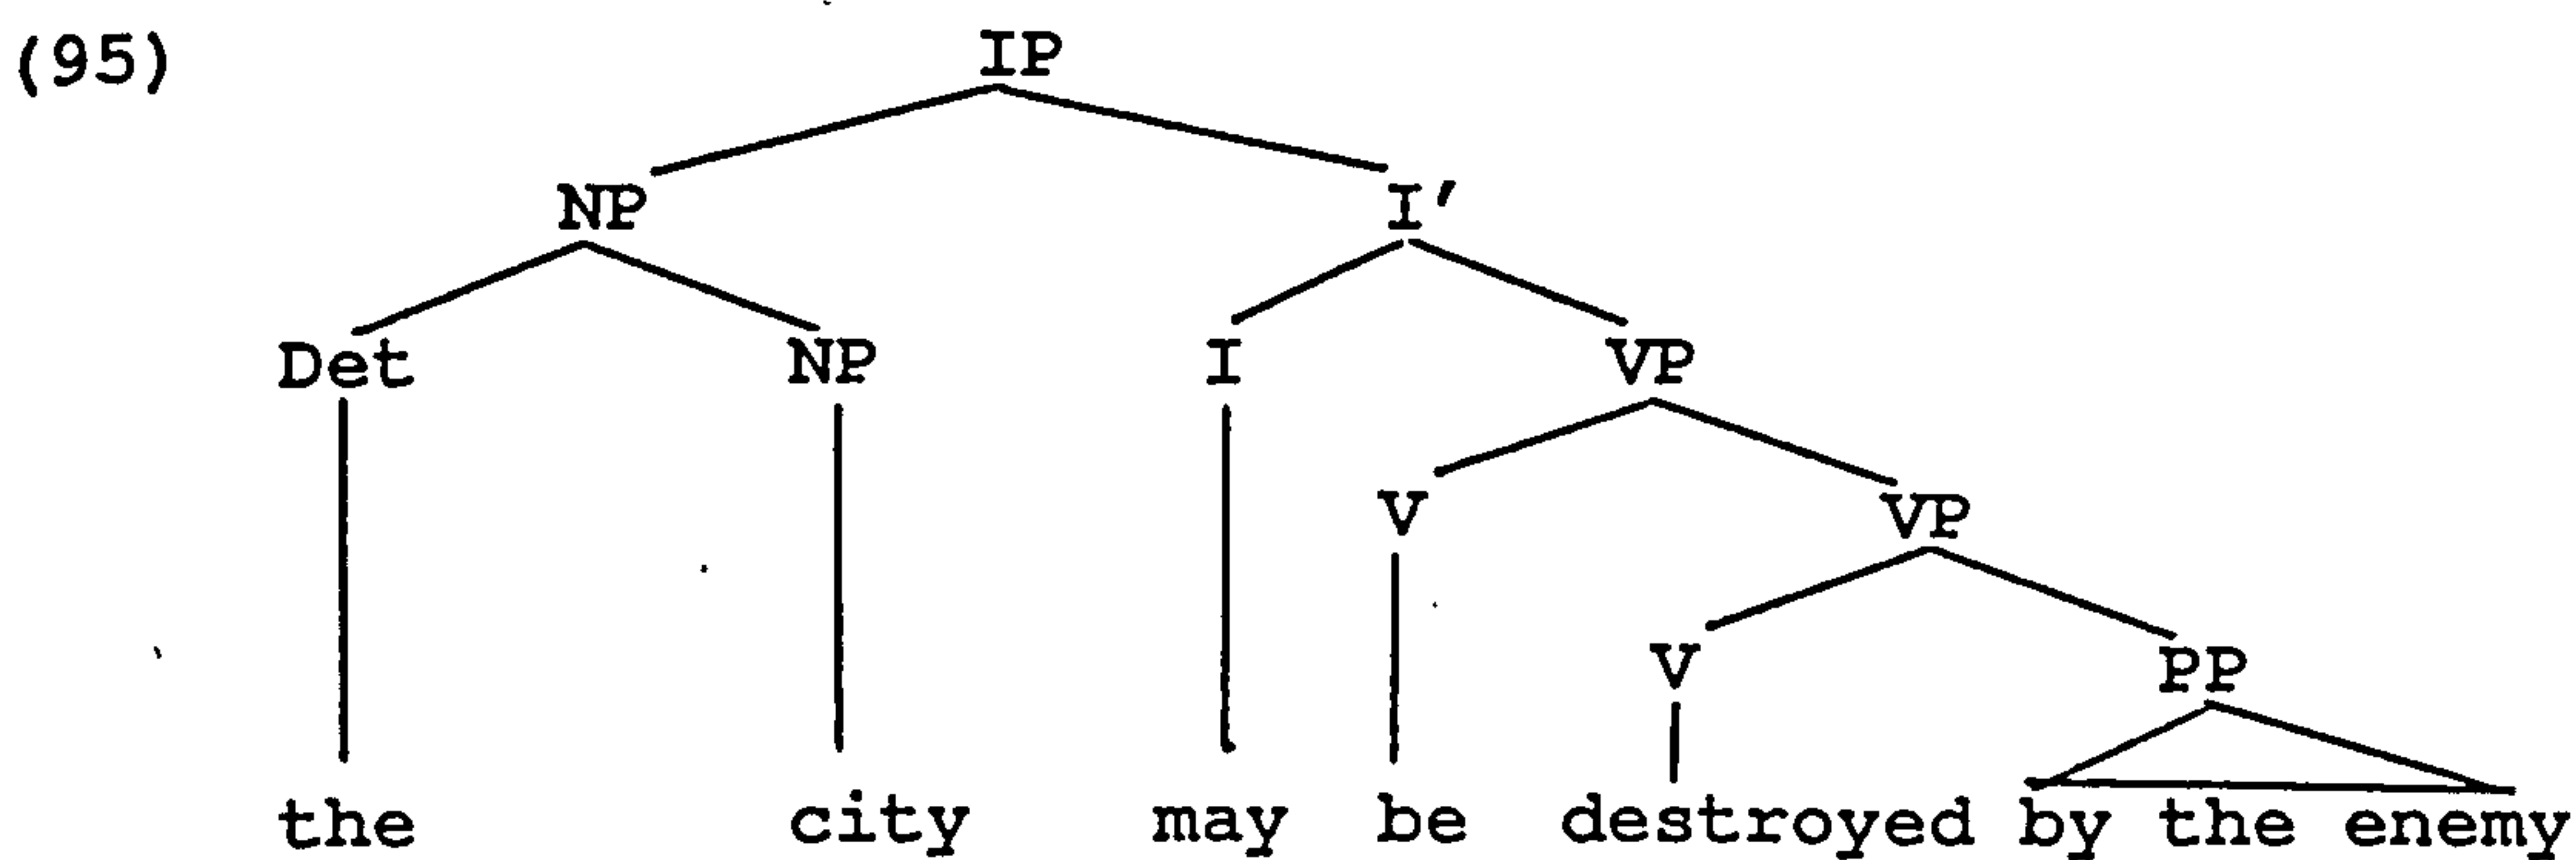 (95) IP
NP I'
Det NP I VP
V VP
V PP
the city may be destroyed by the enemy